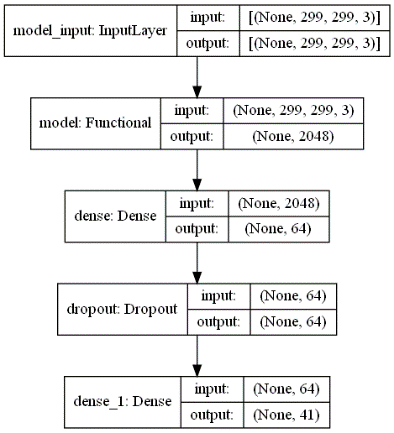 model_input: InputLayer
input: [(None, 299, 299, 3)]
output: [(None, 299, 299, 3)]
model: Functional
input: (None, 299, 299, 3)
output: (None, 2048)
dense: Dense
input: (None, 2048)
output: (None, 64)
dropout: Dropout
input: (None, 64)
output: (None, 64)
dense_1: Dense
input: (None, 64)
output: (None, 41)